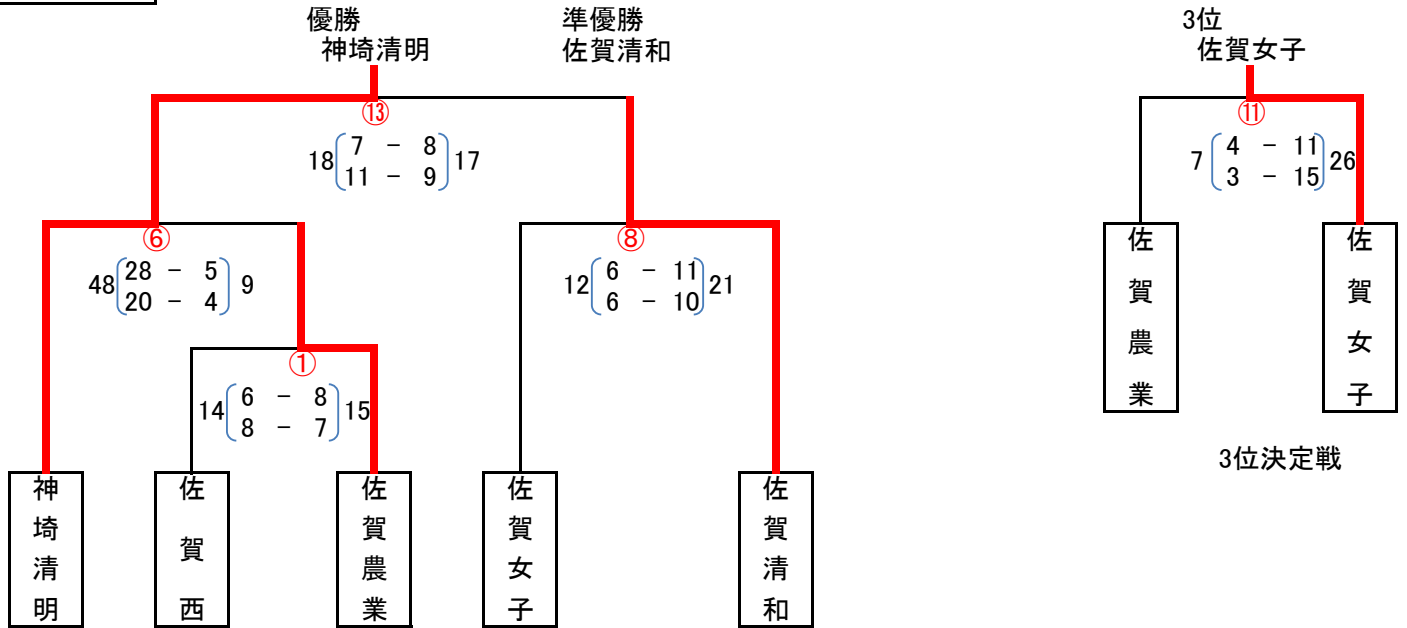 優勝
神埼清明
準優勝
佐賀清和
3位
佐賀女子
⑬
18 7 - 8 17
11 - 9
⑪
7 4 - 11 26
3 - 15
⑥
48 28 - 5 9
20 - 4
⑧
12 6 - 11 21
6 - 10
①
14 6 - 8 15
8 - 7
佐賀農業
佐賀女子
3位決定戦
神埼清明
佐賀西
佐賀農業
佐賀女子
佐賀清和